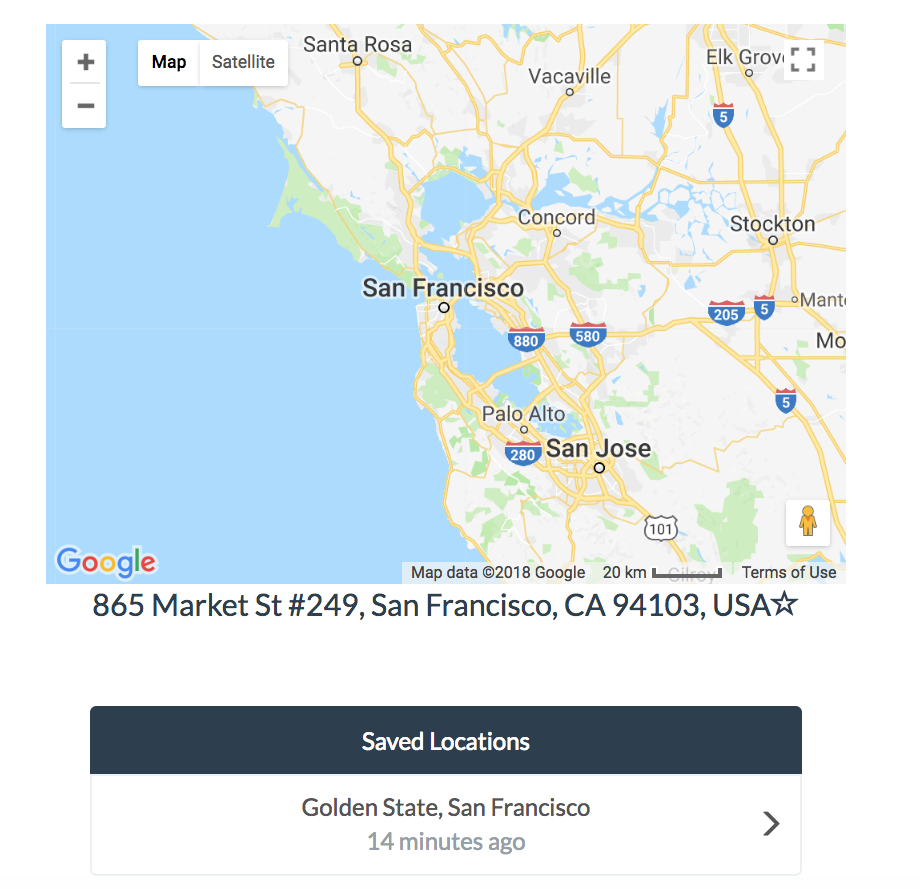 +
Map Satellite
−
Santa Rosa
Vacaville
Elk Grov
5
Concord
Stockton
San Francisco
205
5
Mant
880
580
Mo
5
Palo Alto
280
San Jose
101
Google
Gilroy
Map data ©2018 Google 20 km Terms of Use
865 Market St #249, San Francisco, CA 94103, USA☆
Saved Locations
Golden State, San Francisco
14 minutes ago